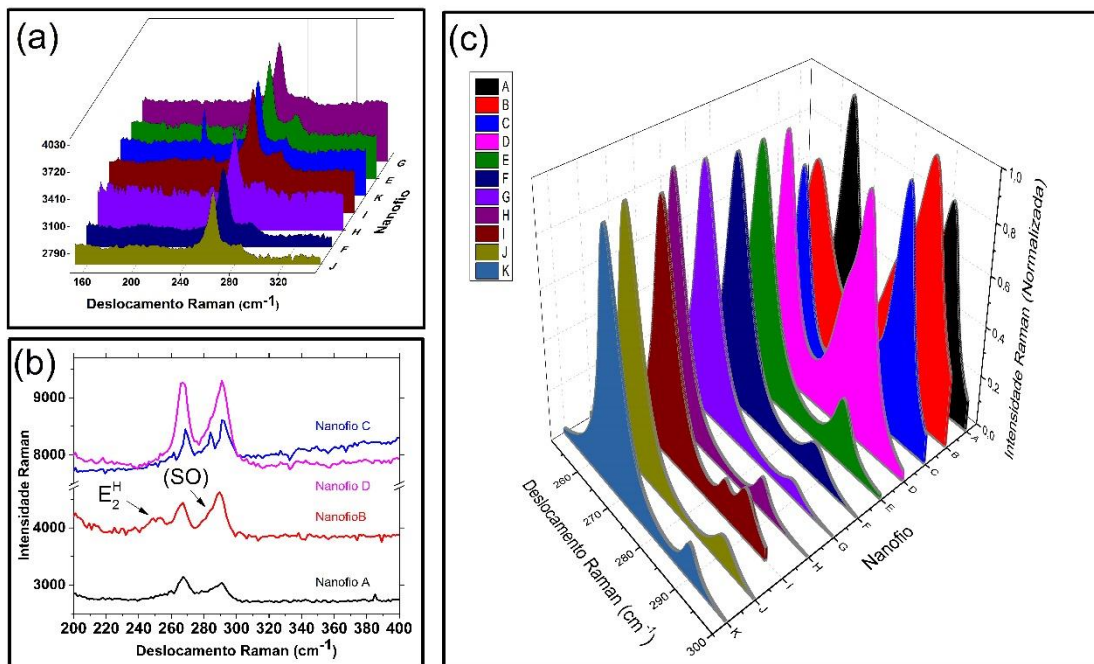 (a)
4030
3720
3410
3100
2790
160
200
240
280
320
Deslocamento Raman (cm-1)
G
E
K
I
H
F
J
Nanofio
(b)
9000
8000
4000
3000
Intensidade Raman
Nanofio C
Nanofio D
NanofioB
Nanofio A
E2H
(SO)
200 220 240 260 280 300 320 340 360 380 400
Deslocamento Raman (cm-1)
(c)
A
B
C
D
E
F
G
H
I
J
K
1,0
0,8
0,6
0,4
0,2
0,0
Intensidade Raman (Normalizada)
A
B
C
D
E
F
G
H
I
J
K
Nanofio
260
270
280
290
300
Deslocamento Raman (cm-1)